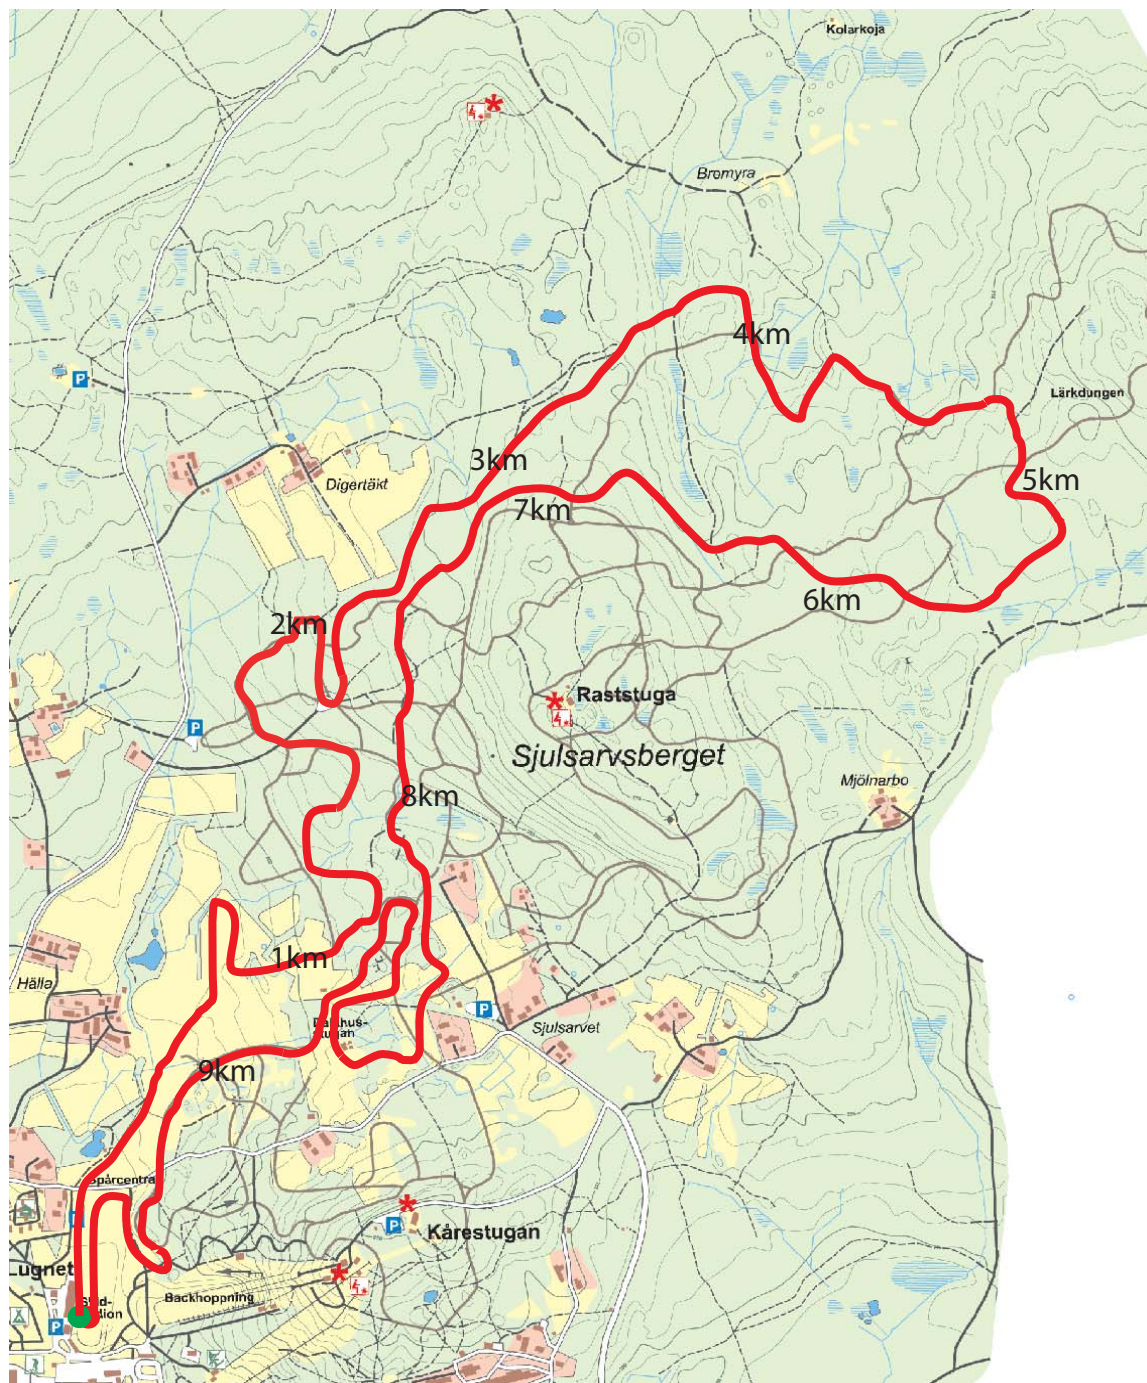 Kolarkoja
Bromyra
4km
P
Lärkdungen
3km
Digertäkt
5km
7km
6km
2km
Raststuga
P
Sjulsarvsberget
Mjölnarbo
8km
1km
Hälla
P
Sjulsarvet
9km
Spårcentral
P
Kårestugan
Lugnet
Backhoppning
P